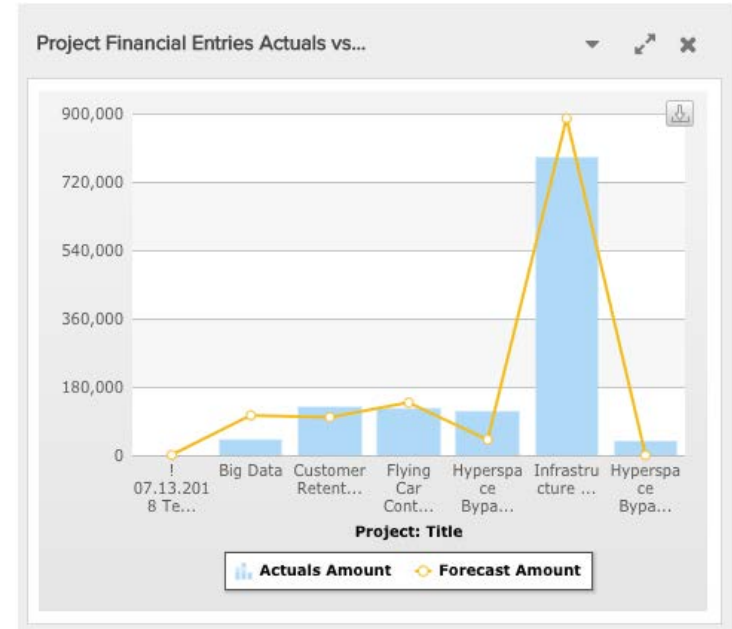 Project Financial Entries Actuals vs...
900,000
720,000
540,000
360,000
180,000
0
!
07.13.201
8 Te...
Big Data
Customer
Retent...
Flying
Car
Cont...
Hyperspa
ce
Bypa...
Infrastru
cture ...
Hyperspa
ce
Bypa...
Project: Title
Actuals Amount
Forecast Amount